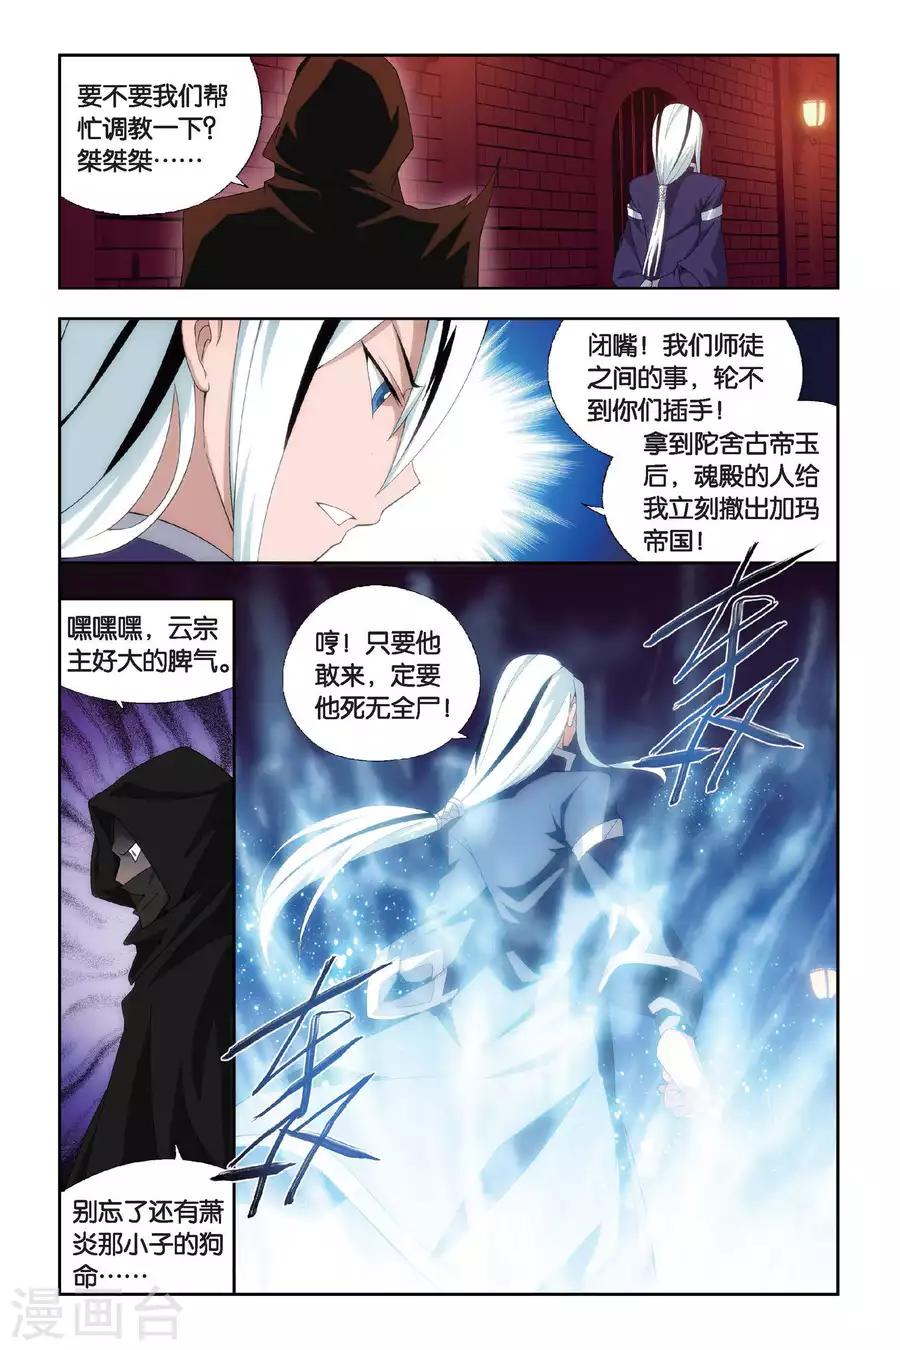 要不要我们帮
忙调教一下？
桀桀桀……
闭嘴！我们师徒
之间的事，轮不
到你们插手！
拿到陀舍古帝玉
后，魂殿的人给
我立刻撤出加玛
帝国！
嘿嘿嘿，云宗
主好大的脾气。
别忘了还有萧
炎那小子的狗
命……
哼！只要他
敢来，定要
他死无全尸！
轰
轰
漫画台